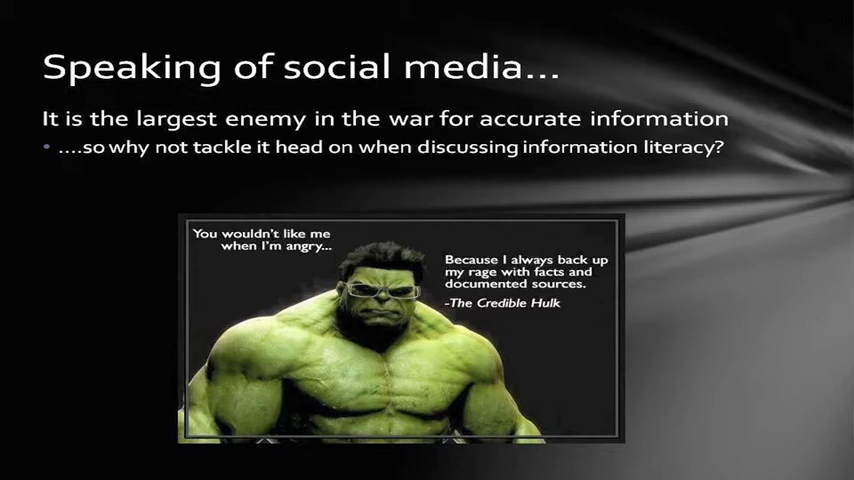 Speaking of social media...
It is the largest enemy in the war for accurate information
• ....so why not tackle it head on when discussing information literacy?
You wouldn't like me
when I'm angry...
Because I always back up
my rage with facts and
documented sources.
-The Credible Hulk